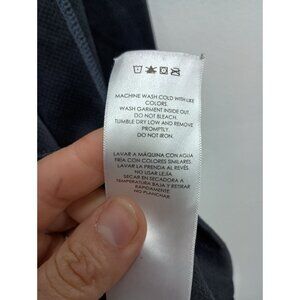 MACHINE WASH COLD WITH LIKE
COLORS.
WASH GARMENT INSIDE OUT.
DO NOT BLEACH.
TUMBLE DRY LOW AND REMOVE
PROMPTLY.
DO NOT IRON.
LAVAR A MÁQUINA CON AGUA
FRÍA CON COLORES SIMILARES.
LAVAR LA PRENDA AL REVÉS.
NO USAR LEJÍA.
SECAR EN SECADORA A
TEMPERATURA BAJA Y RETIRAR
RÁPIDAMENTE.
NO PLANCHAR.